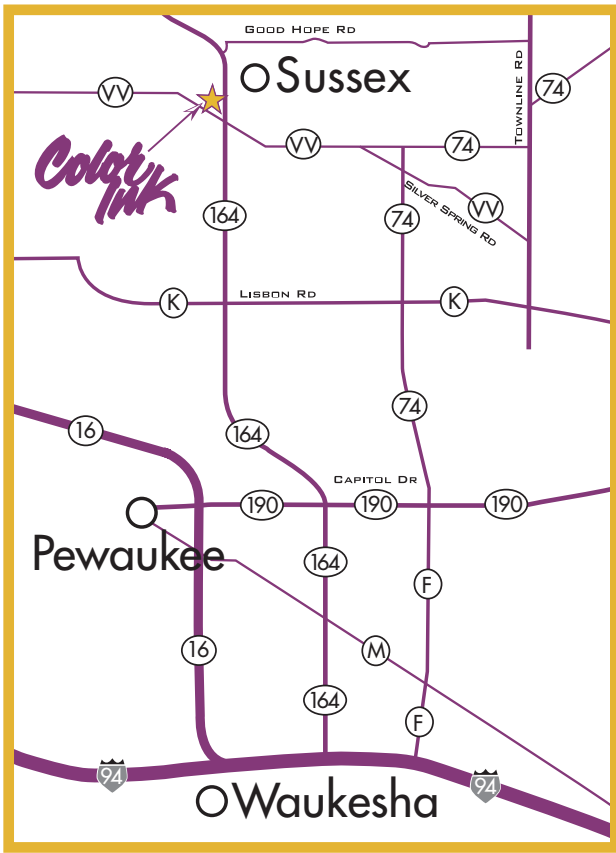 GOOD HOPE RD
Sussex
TOWNLINE RD
VV
74
Color
Ink
VV
74
SILVER SPRING RD
VV
164
74
K
LISBON RD
K
16
164
74
CAPITOL DR
190
190
190
Pewaukee
164
F
16
M
164
F
94
94
Waukesha